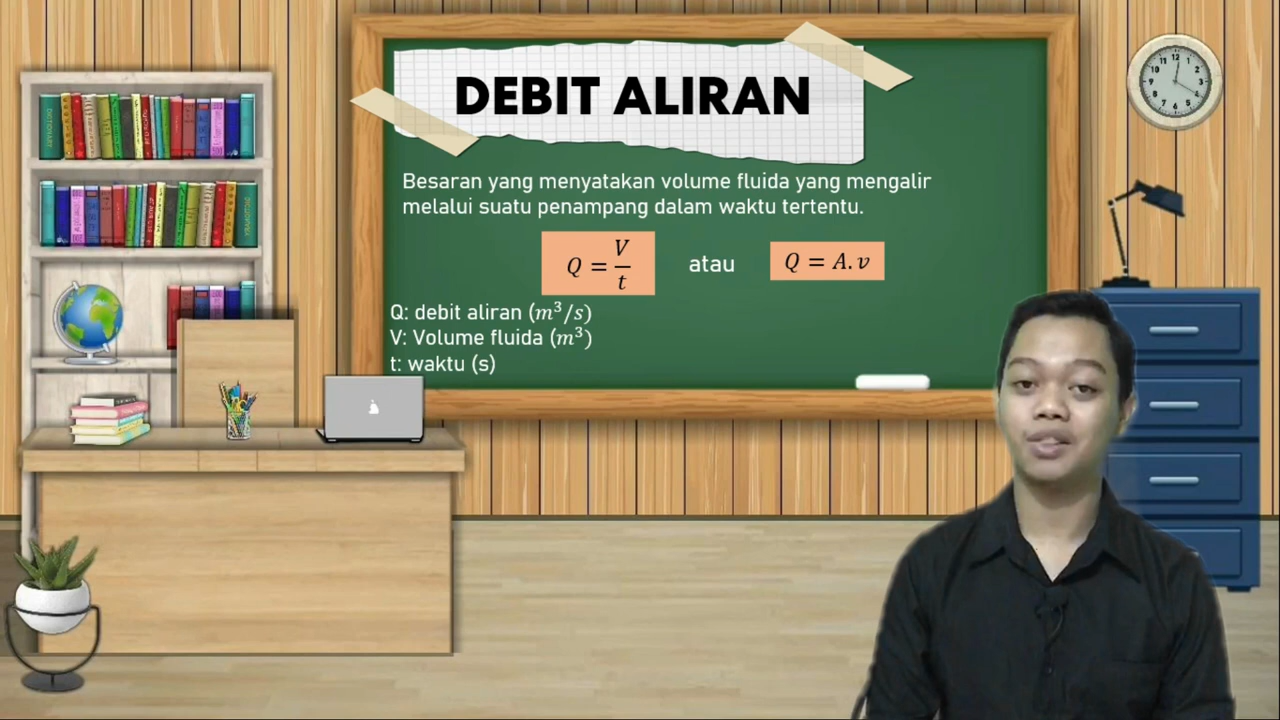 DEBIT ALIRAN
Besaran yang menyatakan volume fluida yang mengalir
melalui suatu penampang dalam waktu tertentu.
Q = V/t atau Q = A.v
Q: debit aliran (m³/s)
V: Volume fluida (m³)
t: waktu (s)